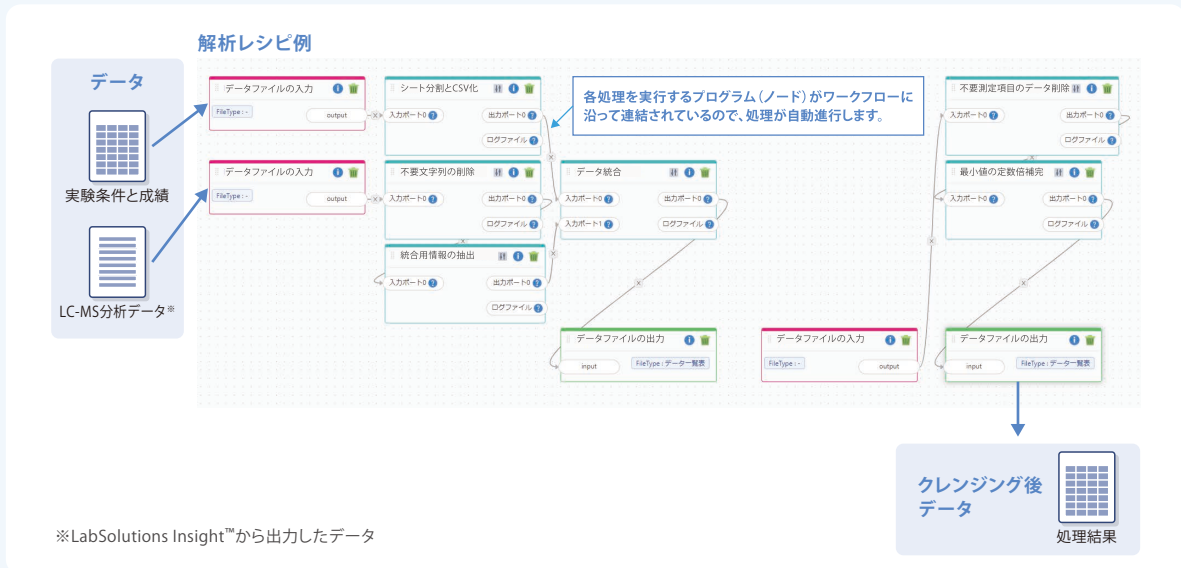 解析レシピ例
データ
実験条件と成績
LC-MS分析データ※
データファイルの入力
FileType : -
output
シート分割とCSV化
入力ポート0
出力ポート0
ログファイル
各処理を実行するプログラム(ノード)がワークフローに
沿って連結されているので、処理が自動進行します。
不要測定項目のデータ削除
入力ポート0
出力ポート0
ログファイル
データファイルの入力
FileType : -
output
不要文字列の削除
入力ポート0
出力ポート0
ログファイル
データ統合
入力ポート0
出力ポート0
入力ポート1
ログファイル
最小値の定数倍補完
入力ポート0
出力ポート0
ログファイル
統合用情報の抽出
入力ポート0
出力ポート0
ログファイル
データファイルの出力
input
FileType : データ一覧表
データファイルの入力
FileType : -
output
データファイルの出力
input
FileType : データ一覧表
クレンジング後
データ
処理結果
※LabSolutions Insight™から出力したデータ